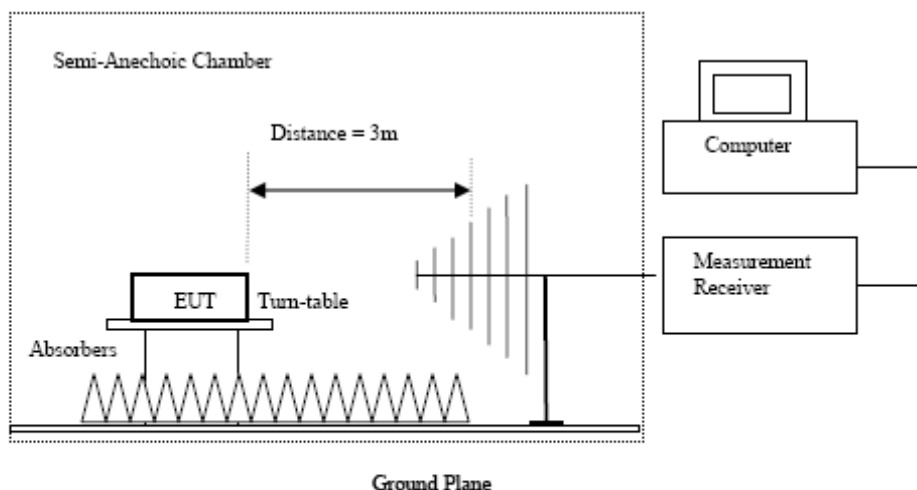 Semi-Anechoic Chamber
Distance = 3m
Computer
Measurement
Receiver
EUT
Turn-table
Absorbers
Ground Plane